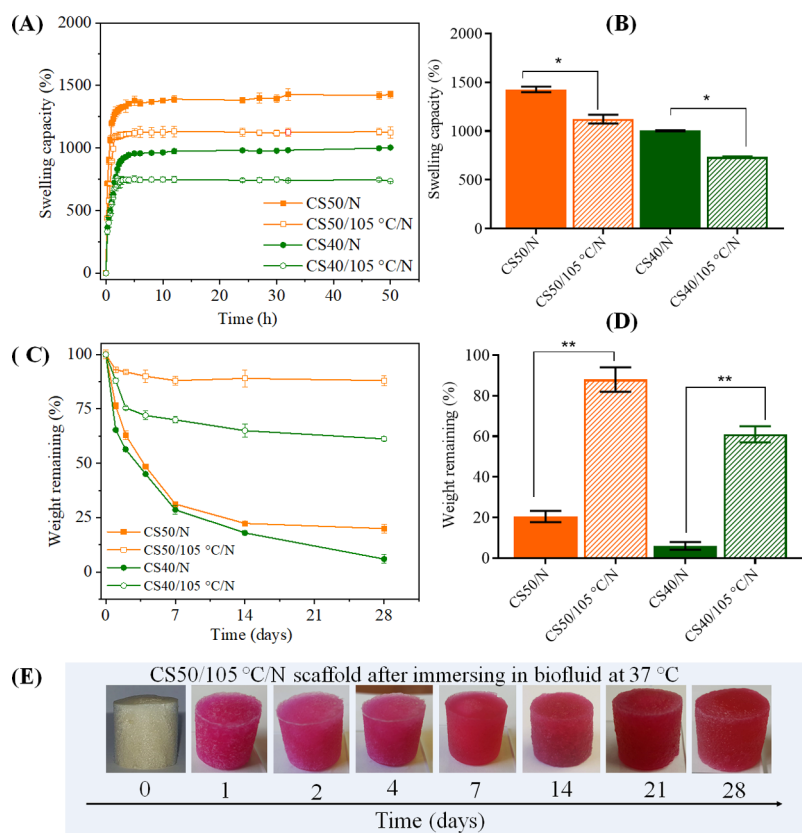 (A)
2000
1500
1000
500
0
Swelling capacity (%)
CS50/N
CS50/105 °C/N
CS40/N
CS40/105 °C/N
0 10 20 30 40 50
Time (h)
(B)
2000
1500
1000
500
0
Swelling capacity (%)
* *
CS50/N CS50/105 °C/N CS40/N CS40/105 °C/N
( C)
100
75
50
25
0
Weight remaining (%)
CS50/N
CS50/105 °C/N
CS40/N
CS40/105 °C/N
0 7 14 21 28
Time (days)
(D)
100
80
60
40
20
0
Weight remaining (%)
** **
CS50/N CS50/105 °C/N CS40/N CS40/105 °C/N
(E)
CS50/105 °C/N scaffold after immersing in biofluid at 37 °C
0 1 2 4 7 14 21 28
Time (days)